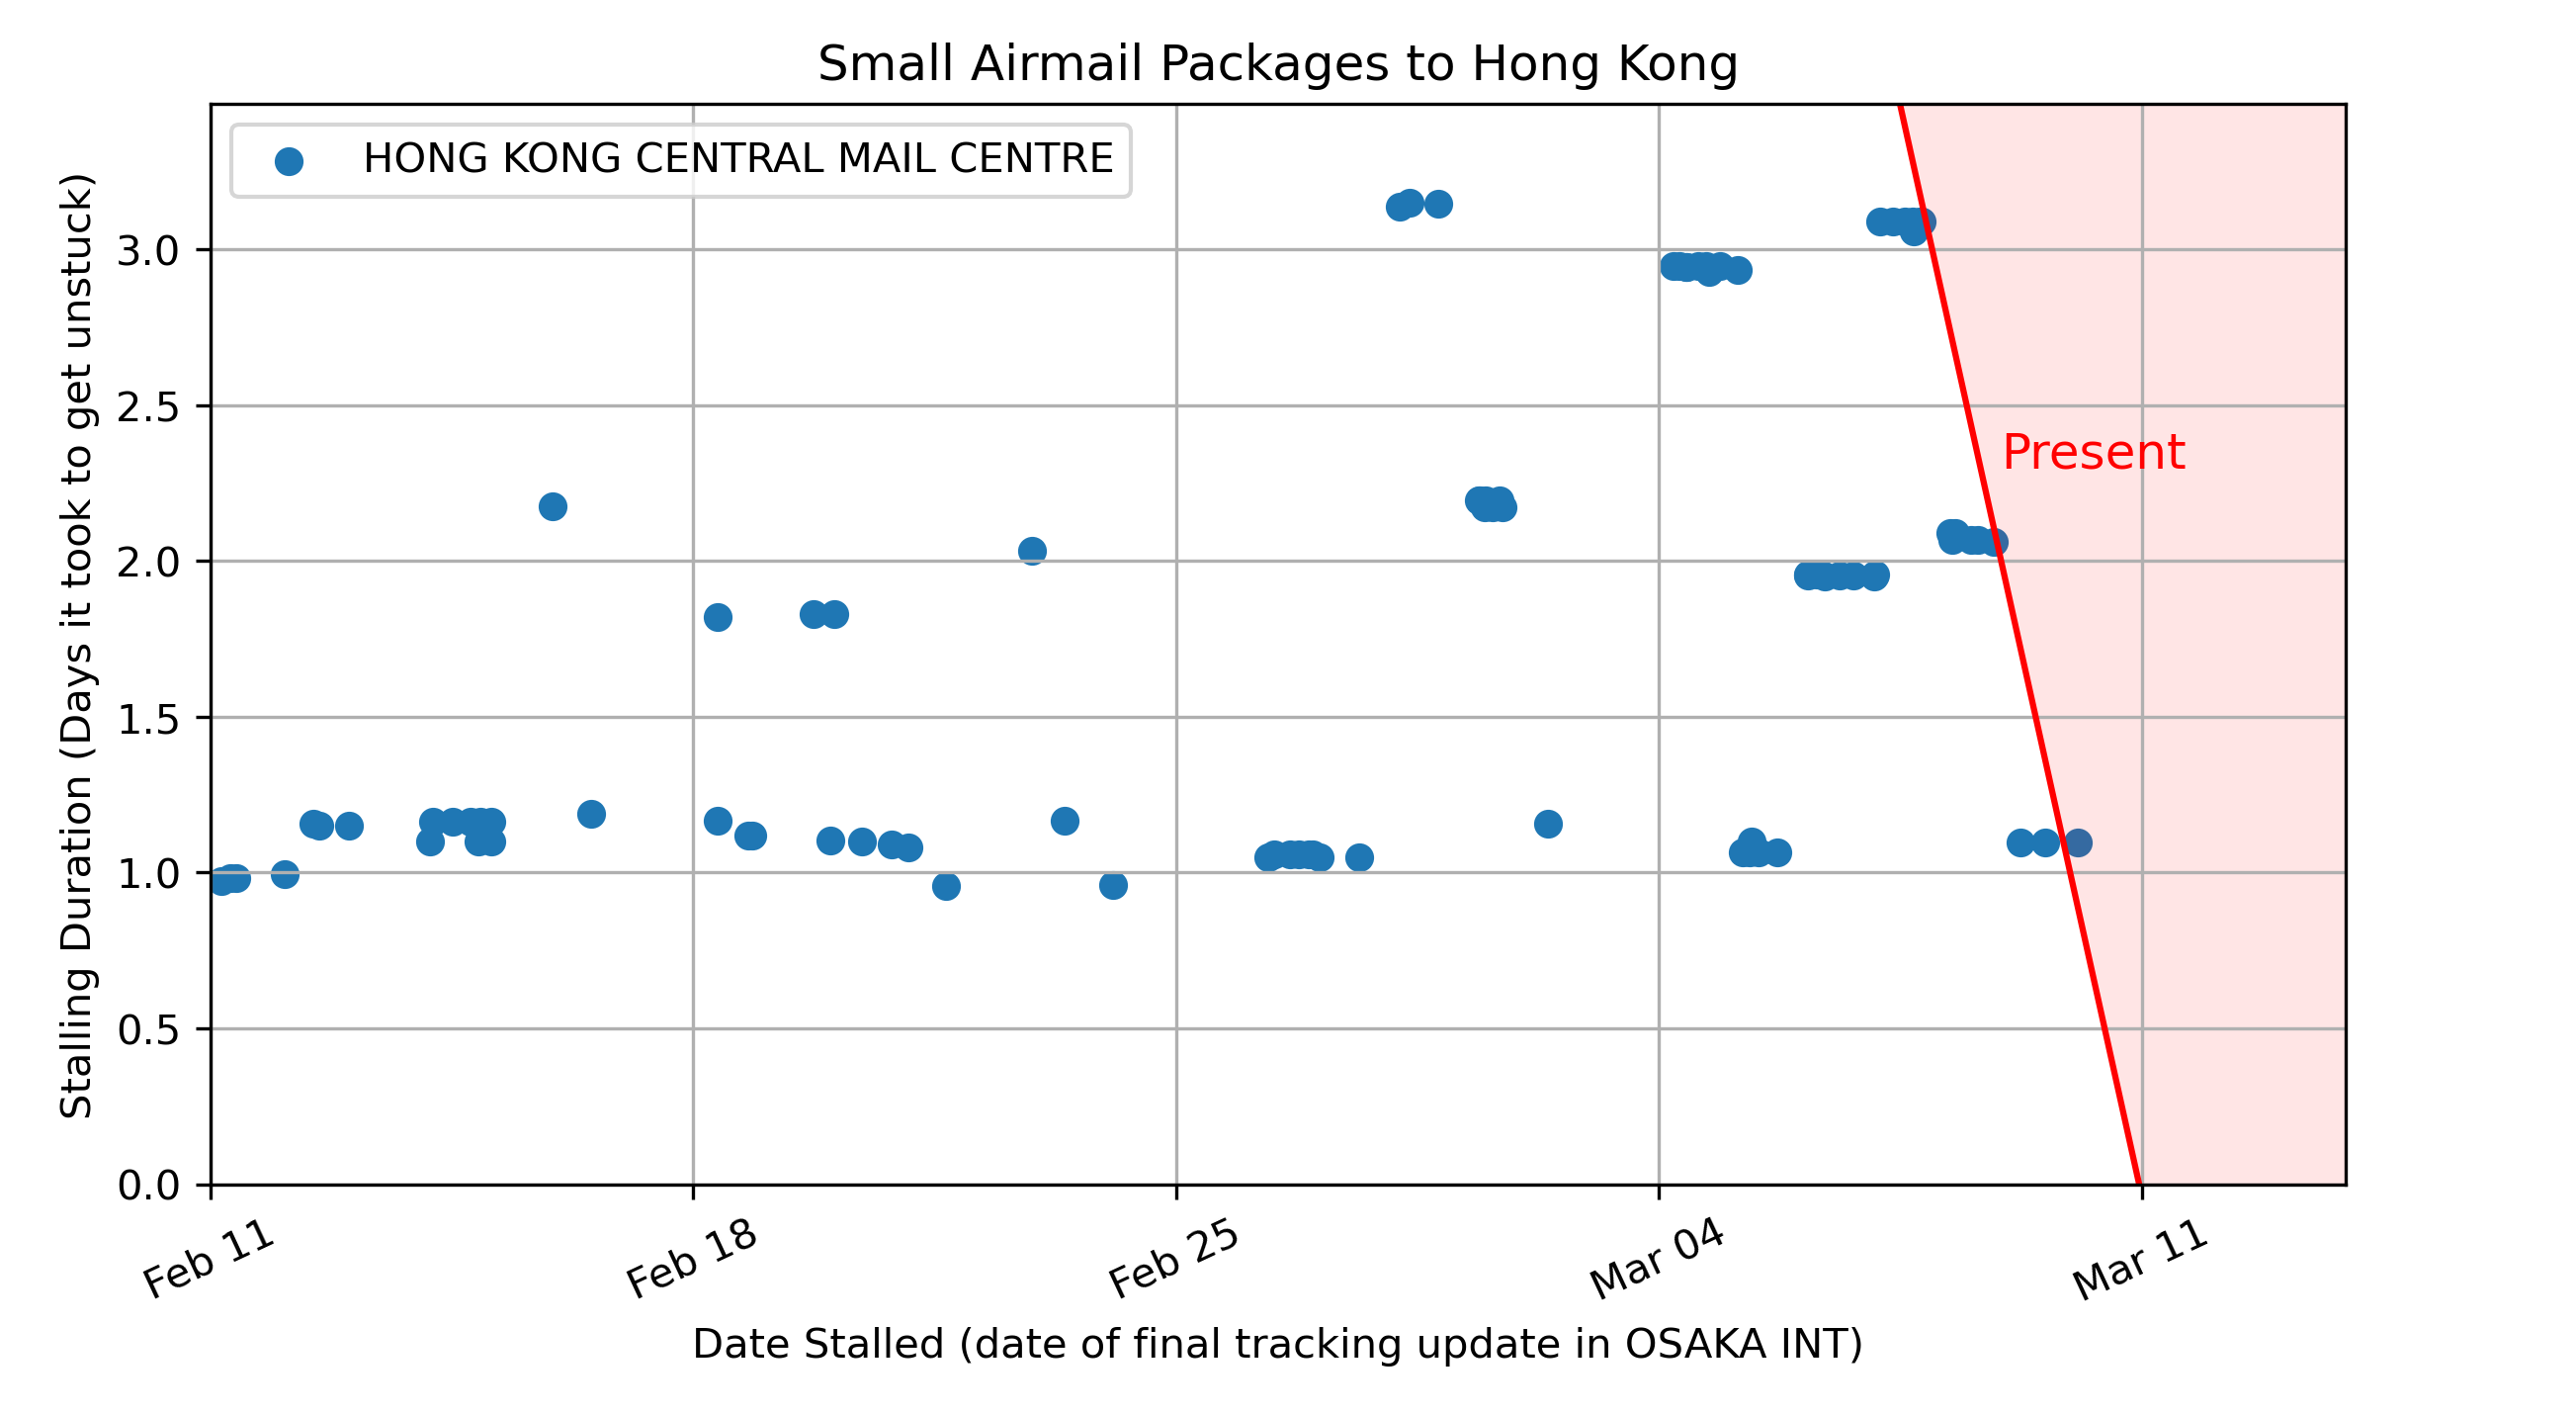 Small Airmail Packages to Hong Kong
HONG KONG CENTRAL MAIL CENTRE
Stalling Duration (Days it took to get unstuck)
3.0
2.5
2.0
1.5
1.0
0.5
0.0
Present
Feb 11
Feb 18
Feb 25
Mar 04
Mar 11
Date Stalled (date of final tracking update in OSAKA INT)